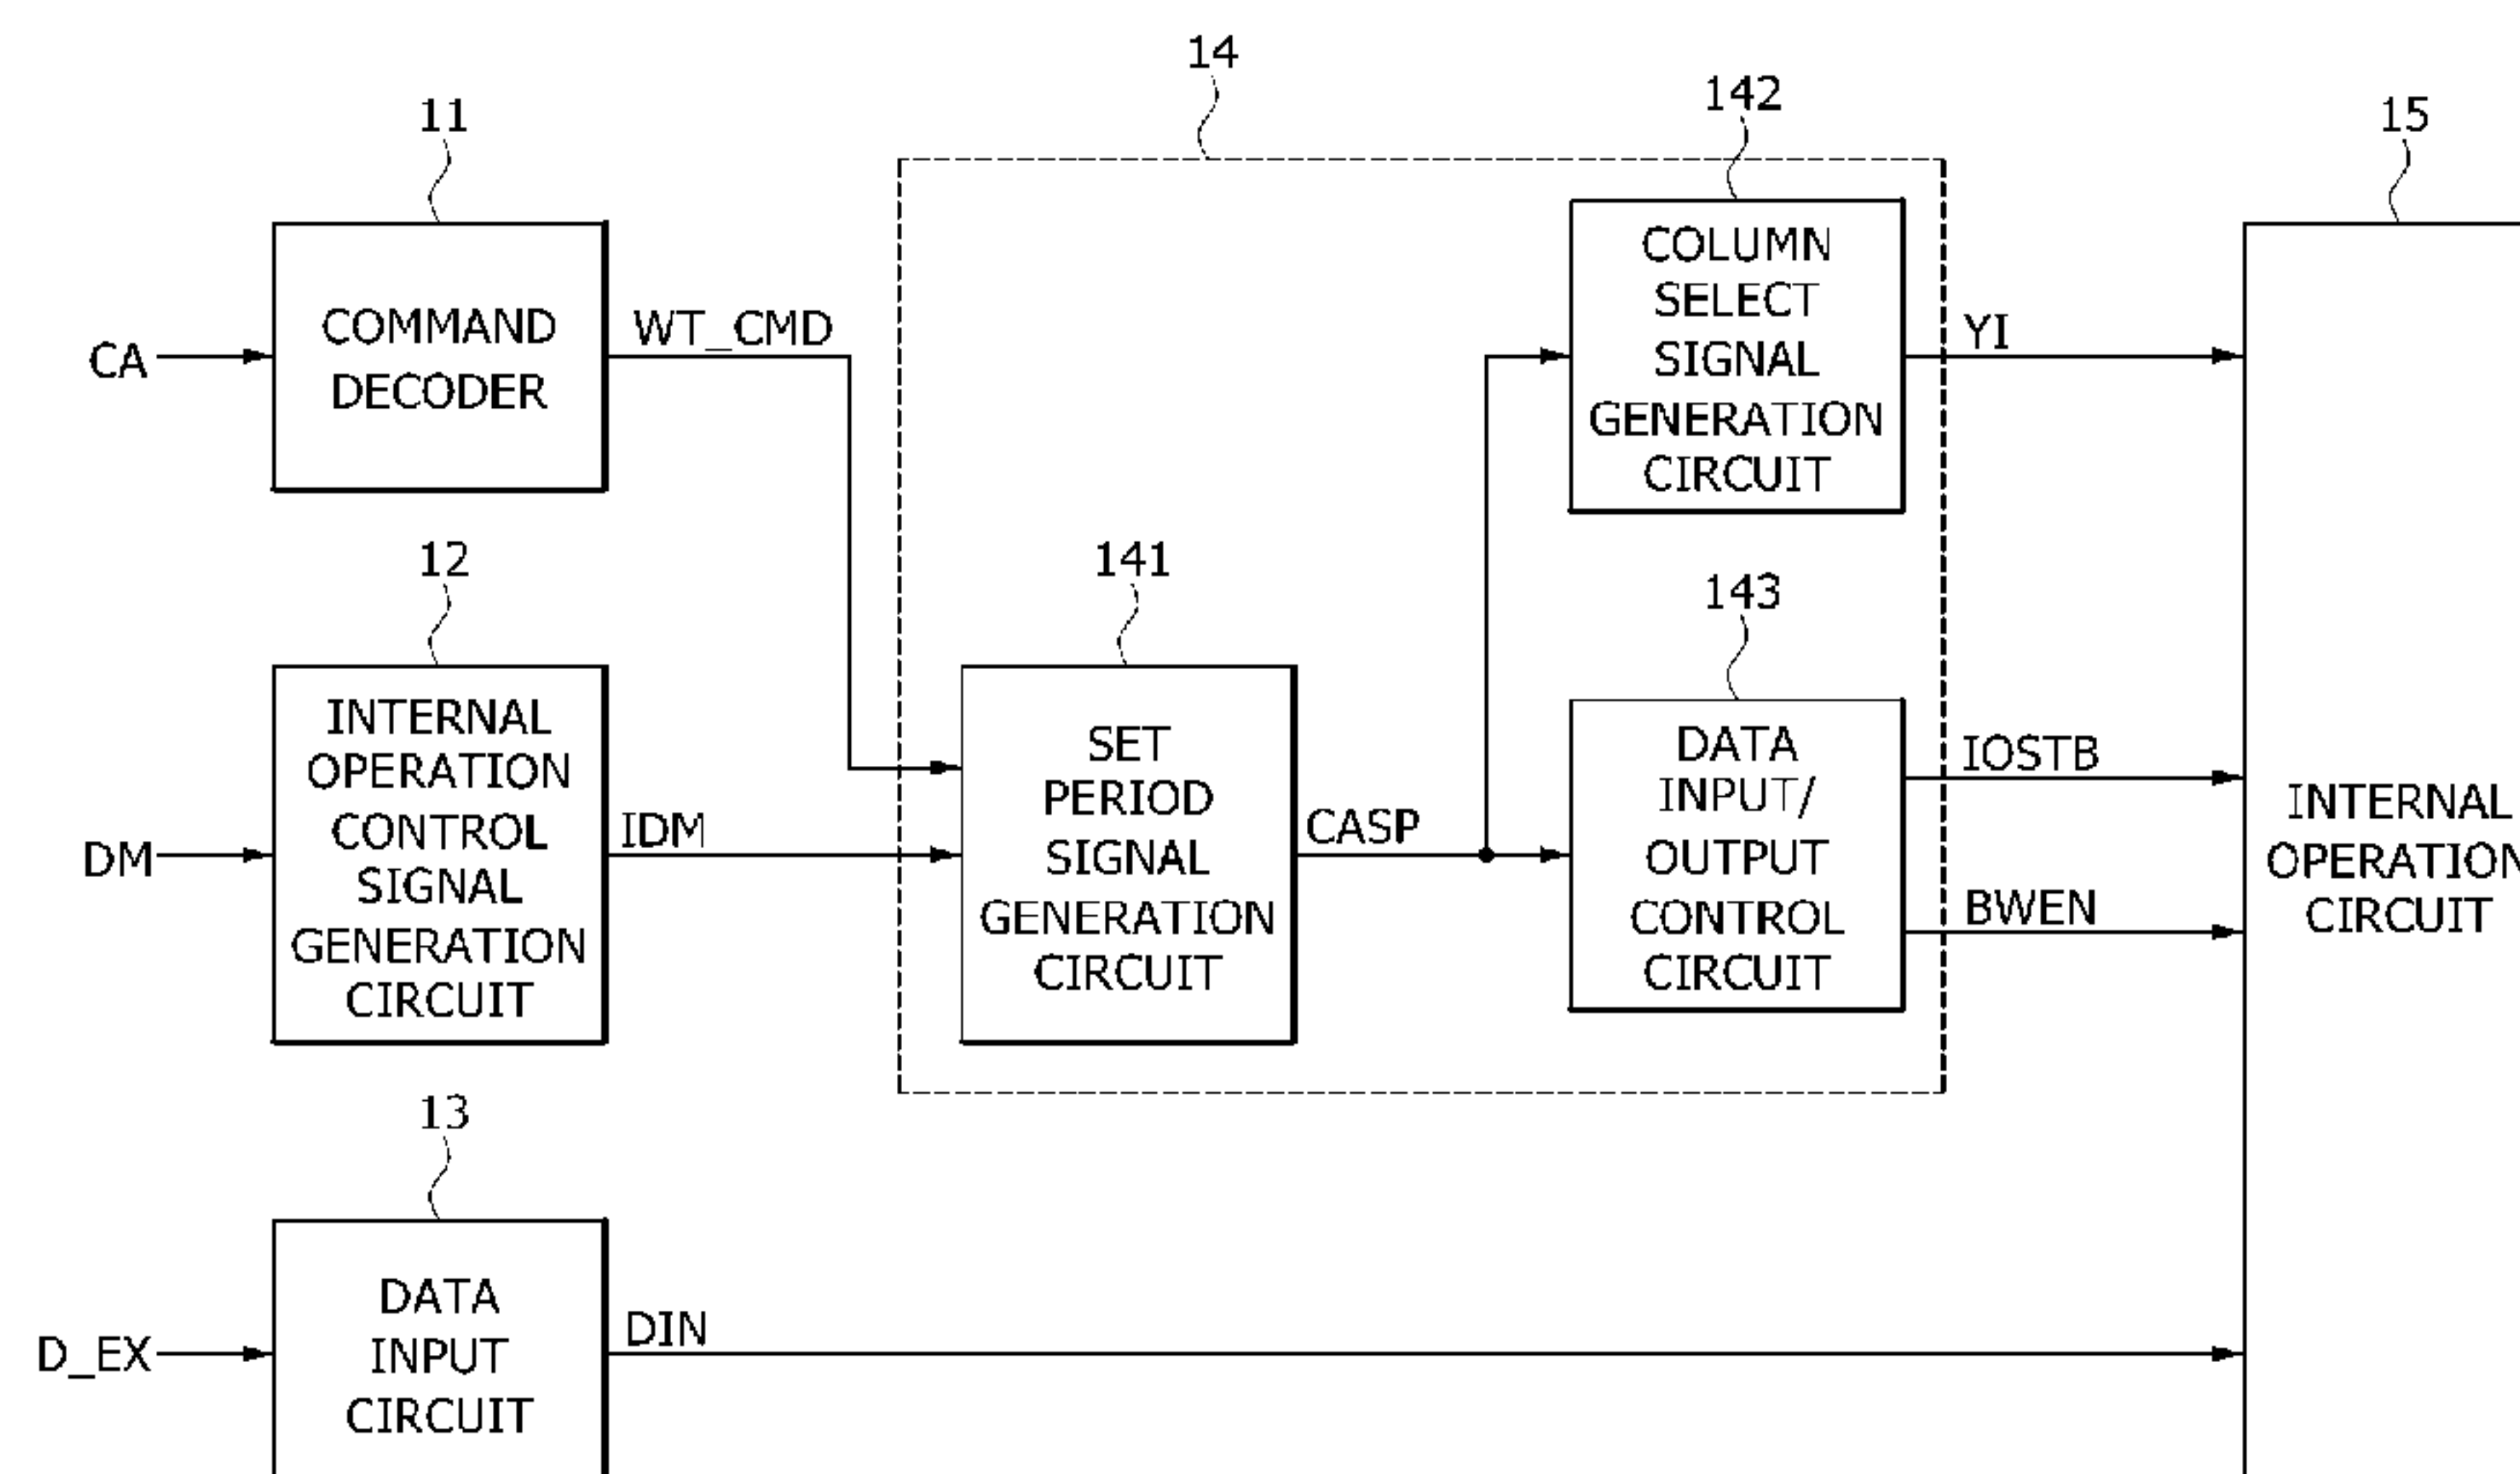 14
142
11
15
COLUMN
SELECT
SIGNAL
GENERATION
CIRCUIT
COMMAND
DECODER
CA
WT_CMD
YI
12
141
143
INTERNAL
OPERATION
CONTROL
SIGNAL
GENERATION
CIRCUIT
DM
IDM
SET
PERIOD
SIGNAL
GENERATION
CIRCUIT
CASP
DATA
INPUT/
OUTPUT
CONTROL
CIRCUIT
IOSTB
BWEN
INTERNAL
OPERATION
CIRCUIT
13
DATA
INPUT
CIRCUIT
D_EX
DIN